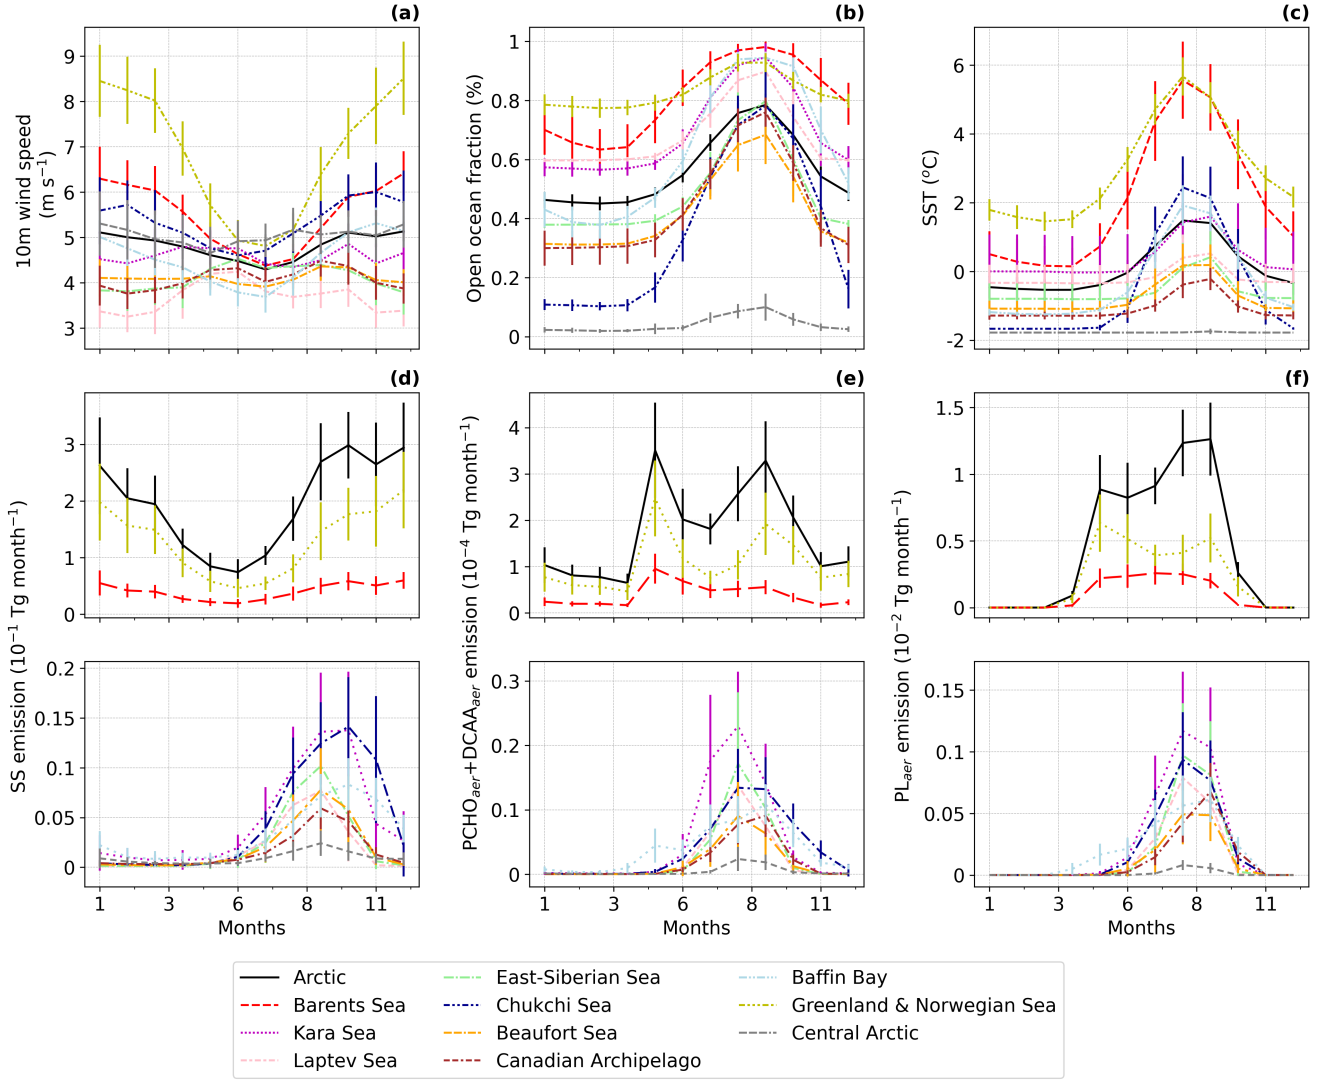 (a)
(b)
(c)
10m wind speed
(m s⁻¹)
9
8
7
6
5
4
3
Open ocean fraction (%)
1
0.8
0.6
0.4
0.2
0
SST (°C)
6
4
2
0
-2
(d)
(e)
(f)
SS emission (10⁻¹ Tg month⁻¹)
3
2
1
0
0.2
0.15
0.1
0.05
0
PCHOaer+DCAAaer emission (10⁻⁴ Tg month⁻¹)
4
3
2
1
0
0.3
0.2
0.1
0
PLaer emission (10⁻² Tg month⁻¹)
1.5
1
0.5
0
0.15
0.1
0.05
0
1 3 6 8 11
Months
1 3 6 8 11
Months
1 3 6 8 11
Months
Arctic
Barents Sea
Kara Sea
Laptev Sea
East-Siberian Sea
Chukchi Sea
Beaufort Sea
Canadian Archipelago
Baffin Bay
Greenland & Norwegian Sea
Central Arctic